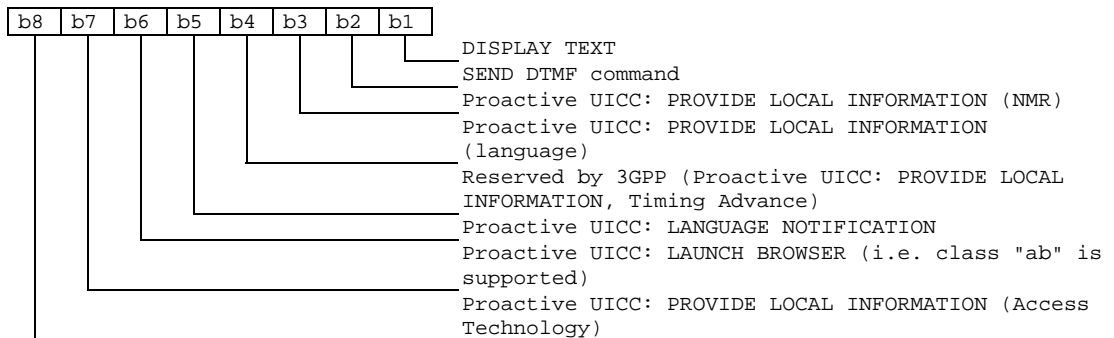 b8 b7 b6 b5 b4 b3 b2 b1
DISPLAY TEXT
SEND DTMF command
Proactive UICC: PROVIDE LOCAL INFORMATION (NMR)
Proactive UICC: PROVIDE LOCAL INFORMATION
(language)
Reserved by 3GPP (Proactive UICC: PROVIDE LOCAL
INFORMATION, Timing Advance)
Proactive UICC: LANGUAGE NOTIFICATION
Proactive UICC: LAUNCH BROWSER (i.e. class "ab" is
supported)
Proactive UICC: PROVIDE LOCAL INFORMATION (Access
Technology)